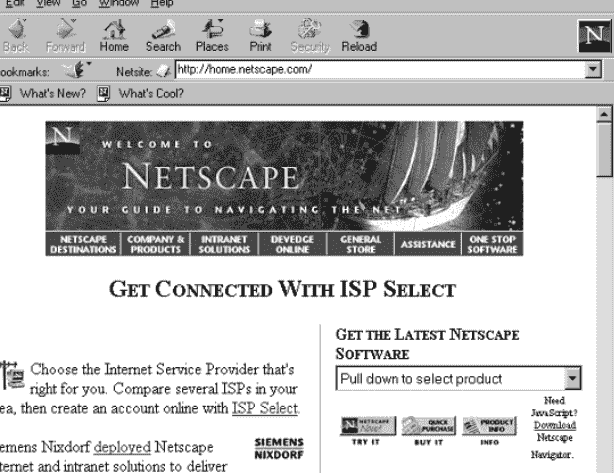 Edit View Go Window Help
Back Forward Home Search Places Print Security Reload
N
ookmarks: Netsite: http://home.netscape.com/
What's New? What's Cool?
N
WELCOME TO
NETSCAPE
YOUR GUIDE TO NAVIGATING THE NET
NETSCAPE DESTINATIONS
COMPANY & PRODUCTS
INTRANET SOLUTIONS
DEVEDGE ONLINE
GENERAL STORE
ASSISTANCE
ONE STOP SOFTWARE
GET CONNECTED WITH ISP SELECT
Choose the Internet Service Provider that's
right for you. Compare several ISPs in your
ea, then create an account online with ISP Select.
emens Nixdorf deployed Netscape
ternet and intranet solutions to deliver
SIEMENS
NIXDORF
GET THE LATEST NETSCAPE
SOFTWARE
Pull down to select product
NETSCAPE Now!
TRY IT
QUICK PURCHASE
BUY IT
PRODUCT INFO
INFO
Need
JavaScript?
Download
Netscape
Navigator.